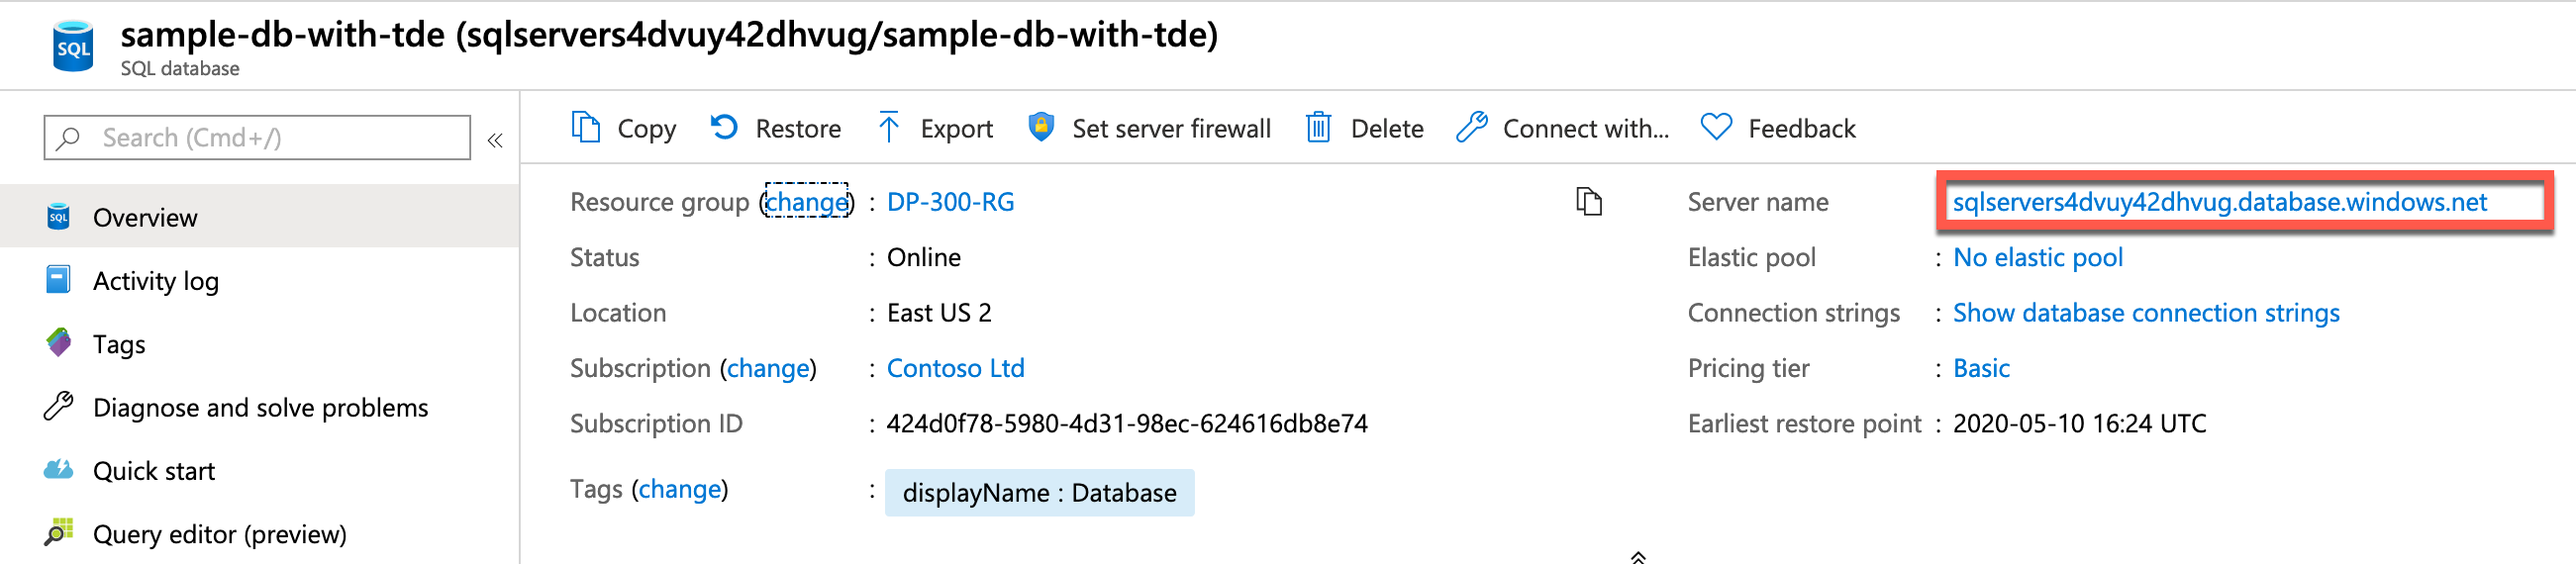 sample-db-with-tde (sqlservers4dvuy42dhvug/sample-db-with-tde)
SQL
SQL database
Search (Cmd+/)
«
SQL
Overview
Activity log
Tags
Diagnose and solve problems
Quick start
Query editor (preview)
Copy Restore Export Set server firewall Delete Connect with... Feedback
Resource group (change) : DP-300-RG
Status : Online
Location : East US 2
Subscription (change) : Contoso Ltd
Subscription ID : 424d0f78-5980-4d31-98ec-624616db8e74
Tags (change) : displayName : Database
Server name sqlservers4dvuy42dhvug.database.windows.net
Elastic pool : No elastic pool
Connection strings : Show database connection strings
Pricing tier : Basic
Earliest restore point : 2020-05-10 16:24 UTC